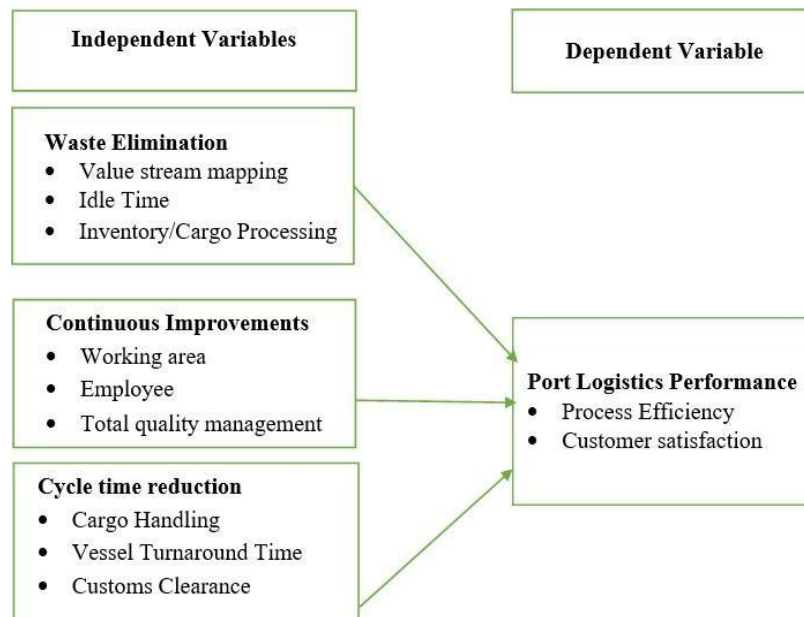 Independent Variables
Dependent Variable
Waste Elimination
• Value stream mapping
• Idle Time
• Inventory/Cargo Processing
Continuous Improvements
• Working area
• Employee
• Total quality management
Cycle time reduction
• Cargo Handling
• Vessel Turnaround Time
• Customs Clearance
Port Logistics Performance
• Process Efficiency
• Customer satisfaction